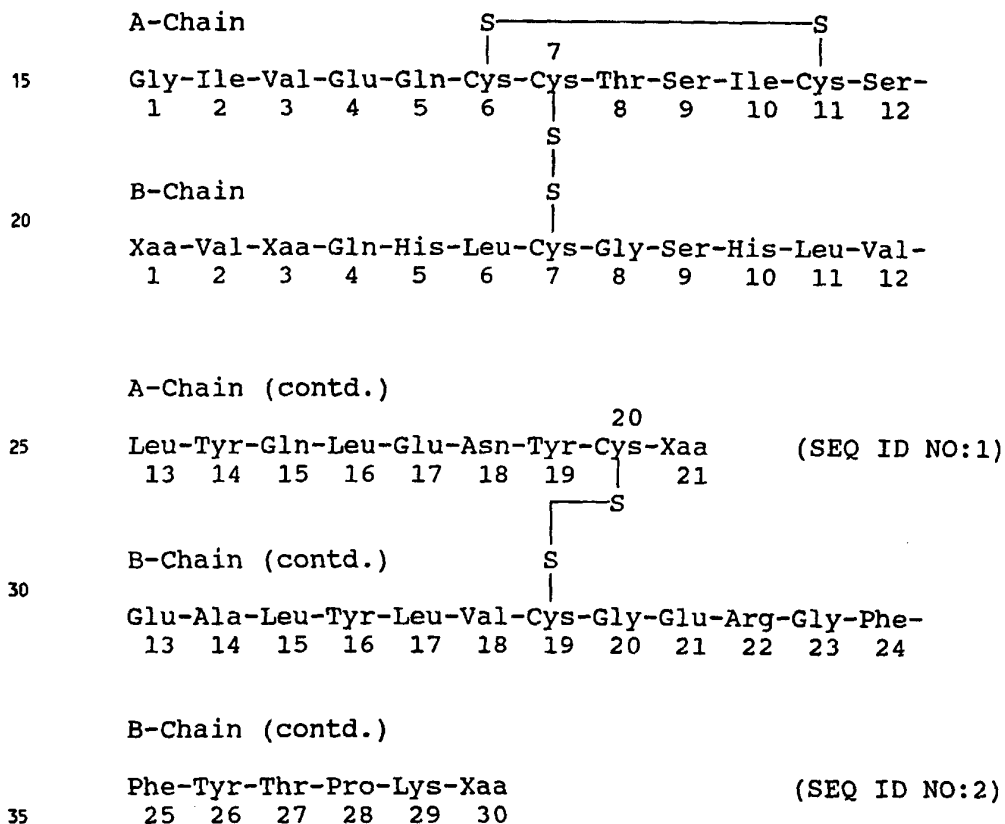 A-Chain S S
7
15 Gly-Ile-Val-Glu-Gln-Cys-Cys-Thr-Ser-Ile-Cys-Ser-
1 2 3 4 5 6 8 9 10 11 12
S
B-Chain S
20
Xaa-Val-Xaa-Gln-His-Leu-Cys-Gly-Ser-His-Leu-Val-
1 2 3 4 5 6 7 8 9 10 11 12
A-Chain (contd.)
20
25 Leu-Tyr-Gln-Leu-Glu-Asn-Tyr-Cys-Xaa (SEQ ID NO:1)
13 14 15 16 17 18 19 21
S
B-Chain (contd.) S
30
Glu-Ala-Leu-Tyr-Leu-Val-Cys-Gly-Glu-Arg-Gly-Phe-
13 14 15 16 17 18 19 20 21 22 23 24
B-Chain (contd.)
Phe-Tyr-Thr-Pro-Lys-Xaa (SEQ ID NO:2)
35 25 26 27 28 29 30